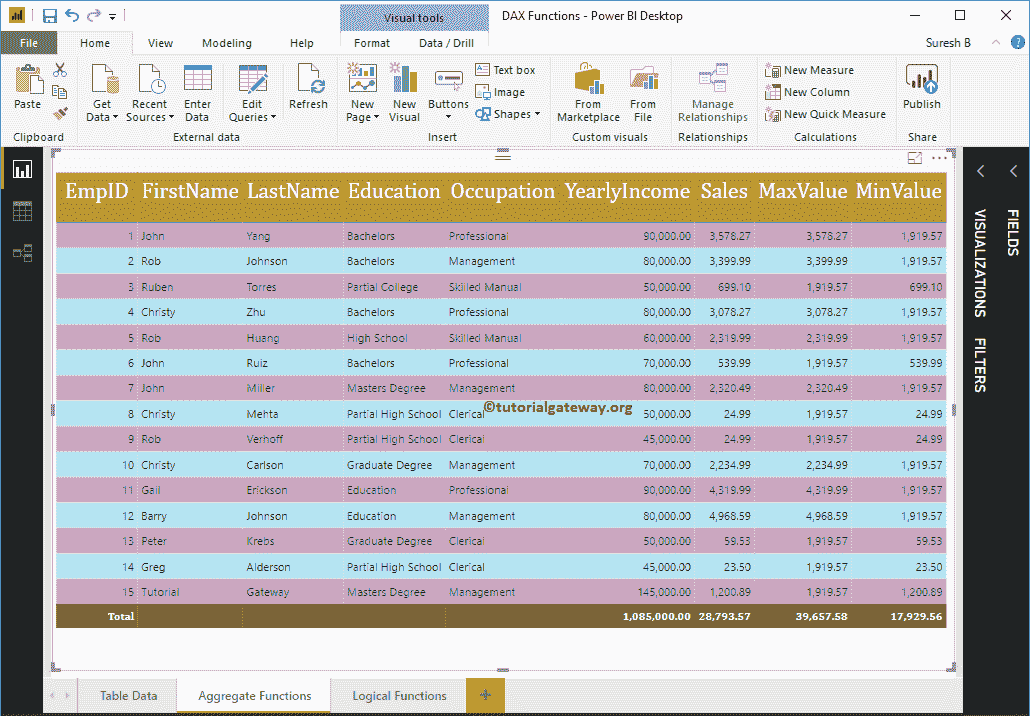 Visual tools
DAX Functions - Power BI Desktop
File Home View Modeling Help Format Data / Drill Suresh B
Paste
Get Data
Recent Sources
Enter Data
Edit Queries
Refresh
New Page
New Visual
Buttons
Text box
Image
Shapes
From Marketplace
From File
Manage Relationships
New Measure
New Column
New Quick Measure
Publish
Clipboard External data Insert Custom visuals Relationships Calculations Share
EmpID FirstName LastName Education Occupation YearlyIncome Sales MaxValue MinValue
1 John Yang Bachelors Professional 90,000.00 3,578.27 3,578.27 1,919.57
2 Rob Johnson Bachelors Management 80,000.00 3,399.99 3,399.99 1,919.57
3 Ruben Torres Partial College Skilled Manual 50,000.00 699.10 1,919.57 699.10
4 Christy Zhu Bachelors Professional 80,000.00 3,078.27 3,078.27 1,919.57
5 Rob Huang High School Skilled Manual 60,000.00 2,319.99 2,319.99 1,919.57
6 John Ruiz Bachelors Professional 70,000.00 539.99 1,919.57 539.99
7 John Miller Masters Degree Management 80,000.00 2,320.49 2,320.49 1,919.57
8 Christy Mehta Partial High School Clerical 50,000.00 24.99 1,919.57 24.99
©tutorialgateway.org
9 Rob Verhoff Partial High School Clerical 45,000.00 24.99 1,919.57 24.99
10 Christy Carlson Graduate Degree Management 70,000.00 2,234.99 2,234.99 1,919.57
11 Gail Erickson Education Professional 90,000.00 4,319.99 4,319.99 1,919.57
12 Barry Johnson Education Management 80,000.00 4,968.59 4,968.59 1,919.57
13 Peter Krebs Graduate Degree Clerical 50,000.00 59.53 1,919.57 59.53
14 Greg Alderson Partial High School Clerical 45,000.00 23.50 1,919.57 23.50
15 Tutorial Gateway Masters Degree Management 145,000.00 1,200.89 1,919.57 1,200.89
Total 1,085,000.00 28,793.57 39,657.58 17,929.56
VISUALIZATIONS
FILTERS
FIELDS
Table Data Aggregate Functions Logical Functions +